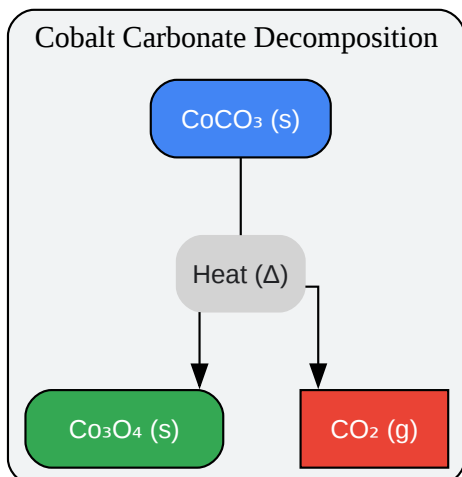 Cobalt Carbonate Decomposition
CoCO₃ (s)
Heat (Δ)
Co₃O₄ (s)
CO₂ (g)